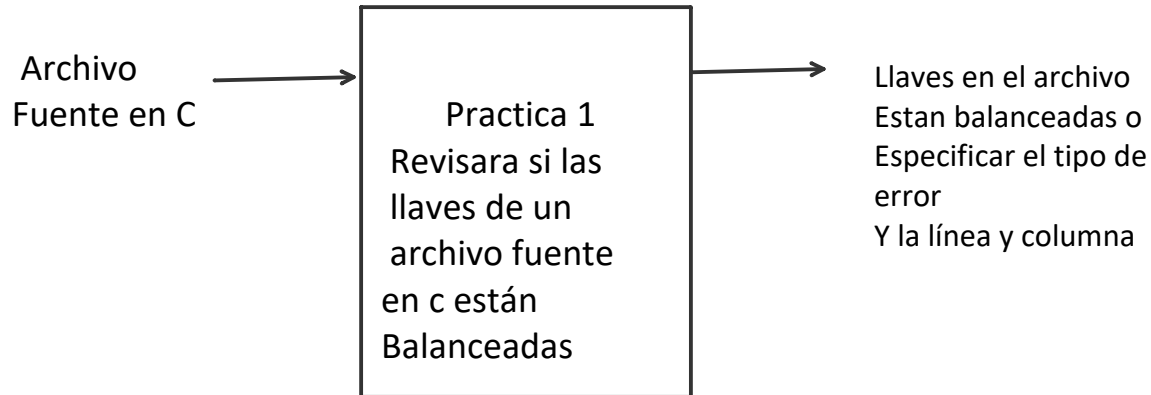 Archivo
Fuente en C
Practica 1
Revisara si las
llaves de un
archivo fuente
en c están
Balanceadas
Llaves en el archivo
Estan balanceadas o
Especificar el tipo de
error
Y la línea y columna